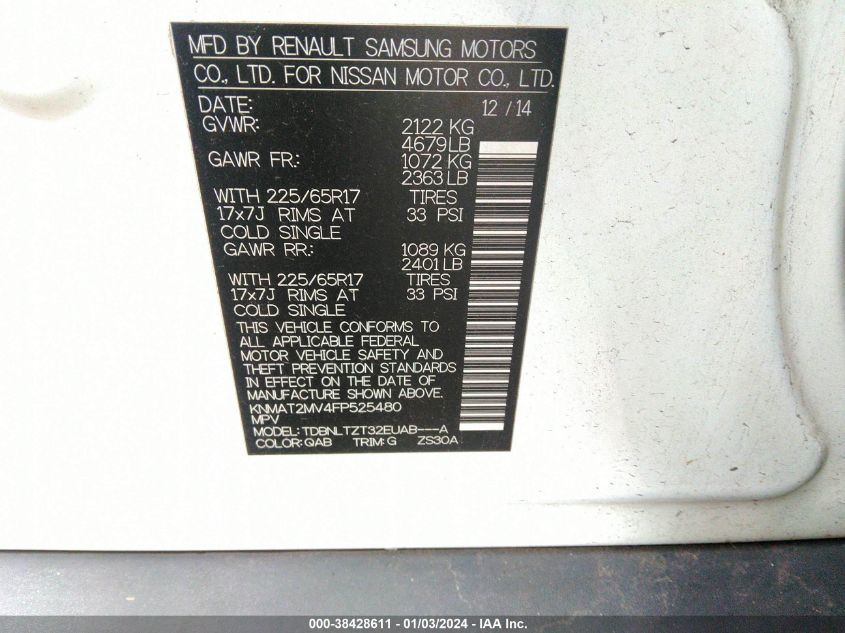 MFD BY RENAULT SAMSUNG MOTORS
CO., LTD. FOR NISSAN MOTOR CO., LTD.
DATE: 12 / 14
GVWR: 2122 KG
4679 LB
GAWR FR.: 1072 KG
2363 LB
WITH 225/65R17 TIRES
17x7J RIMS AT 33 PSI
COLD SINGLE
GAWR RR.: 1089 KG
2401 LB
WITH 225/65R17 TIRES
17x7J RIMS AT 33 PSI
COLD SINGLE
THIS VEHICLE CONFORMS TO
ALL APPLICABLE FEDERAL
MOTOR VEHICLE SAFETY AND
THEFT PREVENTION STANDARDS
IN EFFECT ON THE DATE OF
MANUFACTURE SHOWN ABOVE.
KNMAT2MV4FP525480
MPV
MODEL: TDBNLTZT32EUAB---A
COLOR: QAB TRIM: G ZS30A
000-38428611 - 01/03/2024 - IAA Inc.